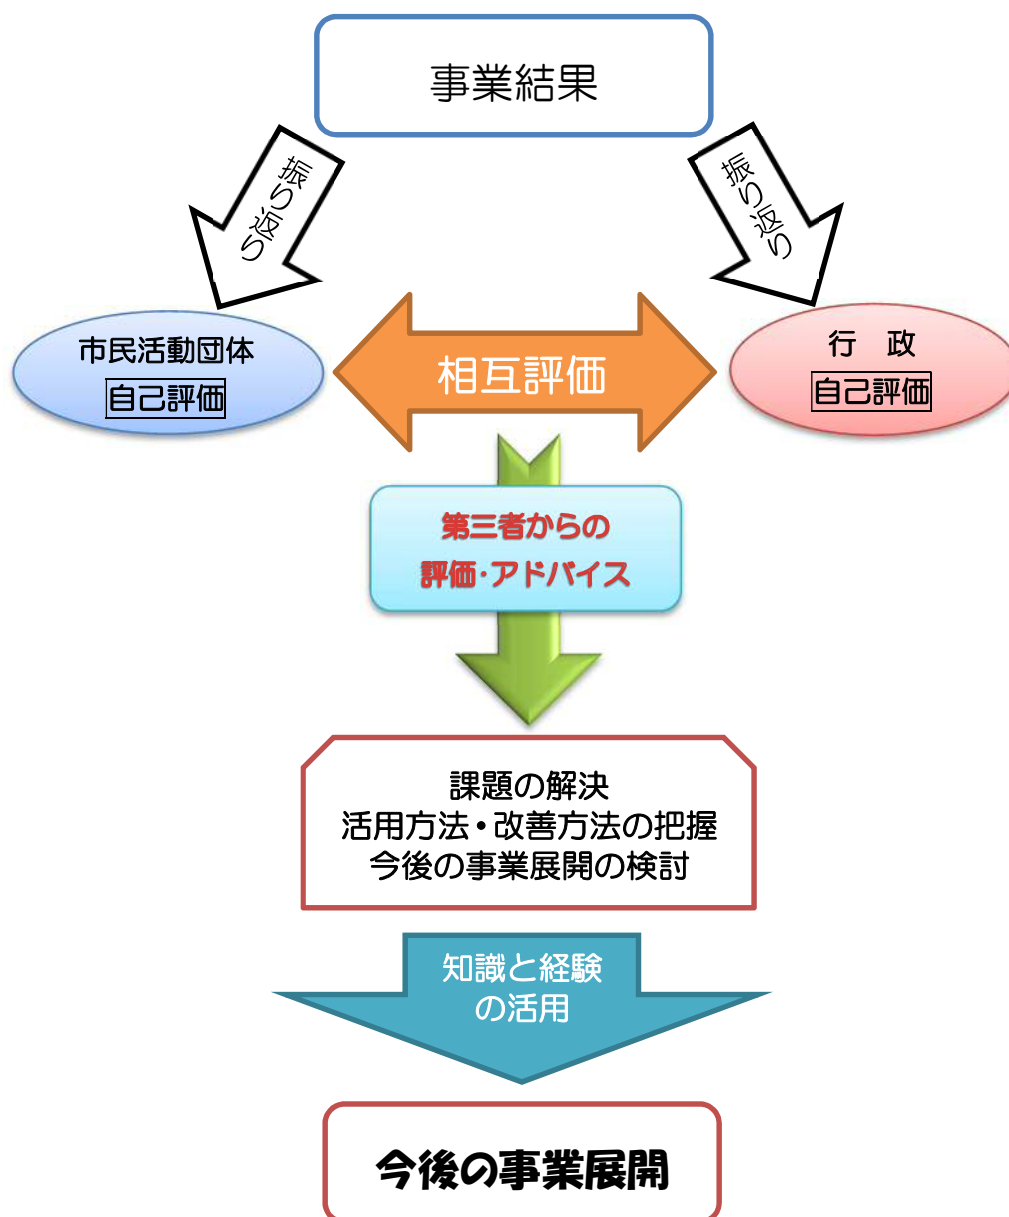 事業結果
振り返り
振り返り
市民活動団体
自己評価
相互評価
行　政
自己評価
第三者からの
評価・アドバイス
課題の解決
活用方法・改善方法の把握
今後の事業展開の検討
知識と経験
の活用
今後の事業展開